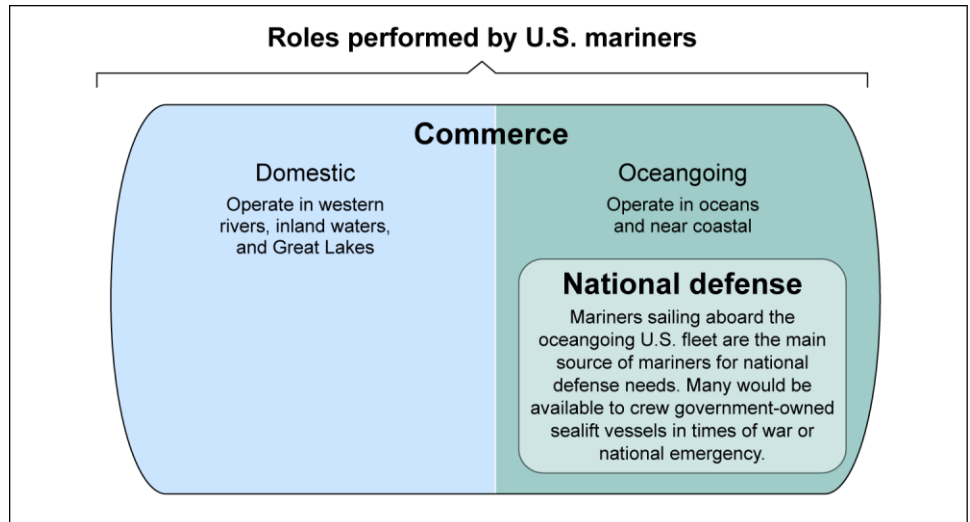 Roles performed by U.S. mariners
Commerce
Domestic
Operate in western
rivers, inland waters,
and Great Lakes
Oceangoing
Operate in oceans
and near coastal
National defense
Mariners sailing aboard the
oceangoing U.S. fleet are the main
source of mariners for national
defense needs. Many would be
available to crew government-owned
sealift vessels in times of war or
national emergency.